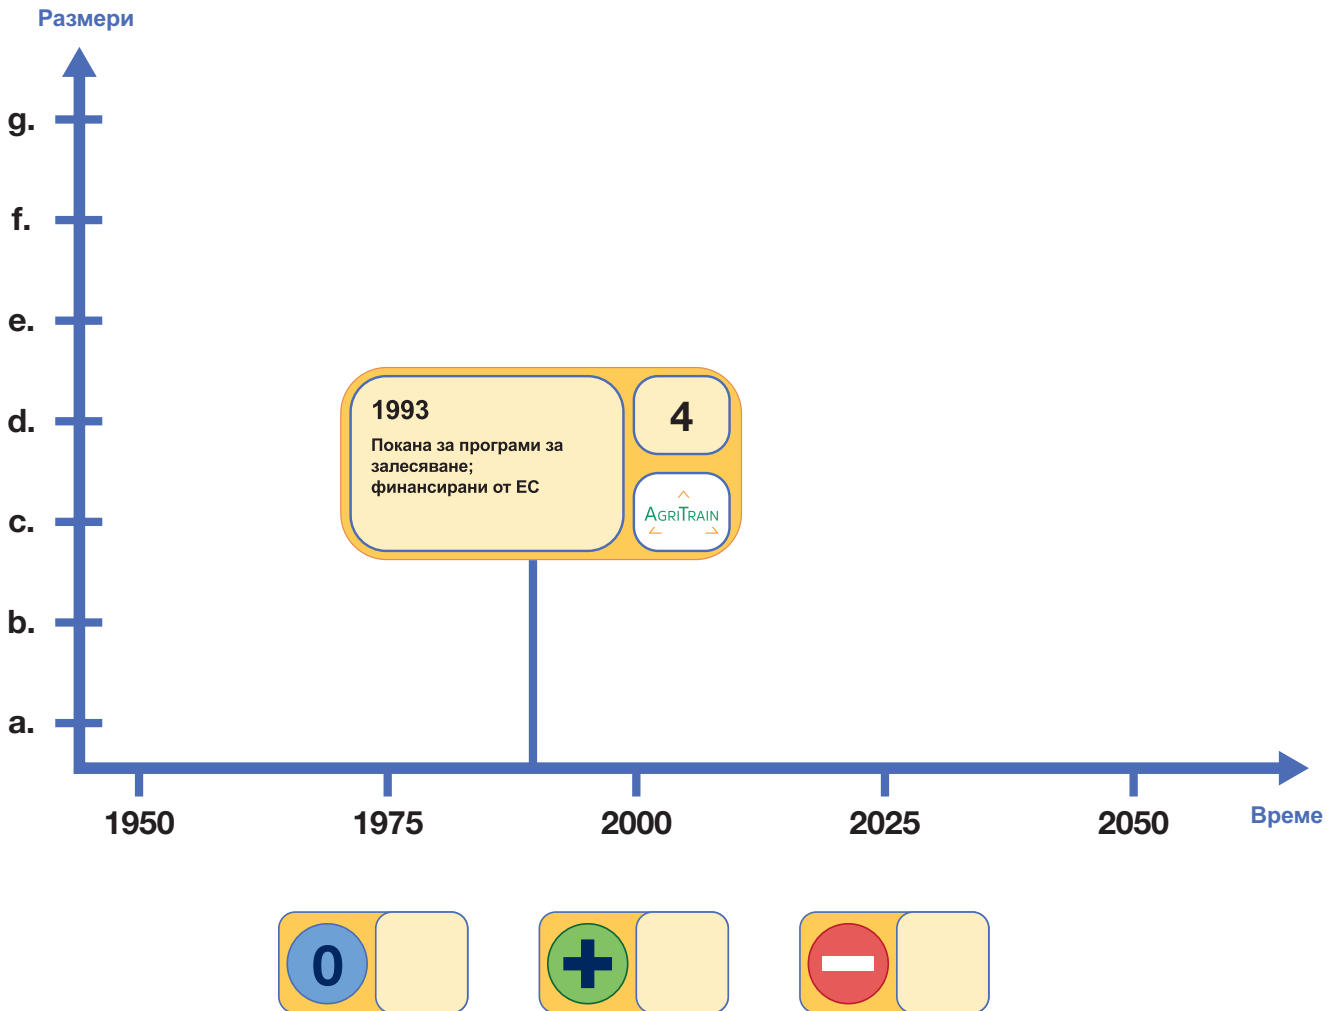 Размери
g.
f.
e.
d.
c.
b.
a.
1993
Покана за програми за
залесяване;
финансирани от ЕС
4
AGRITRAIN
1950
1975
2000
2025
2050
Време
0